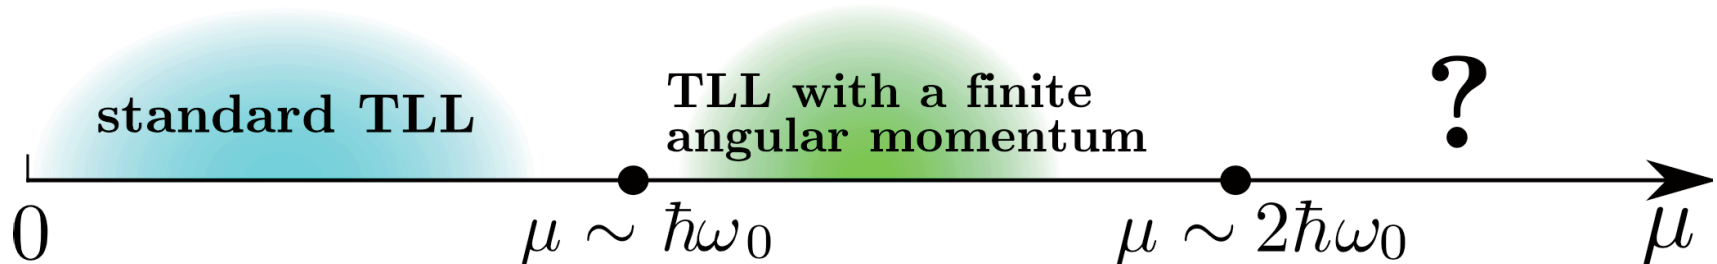 standard TLL
TLL with a finite
angular momentum
?
0
μ ~ ħω₀
μ ~ 2ħω₀
μ